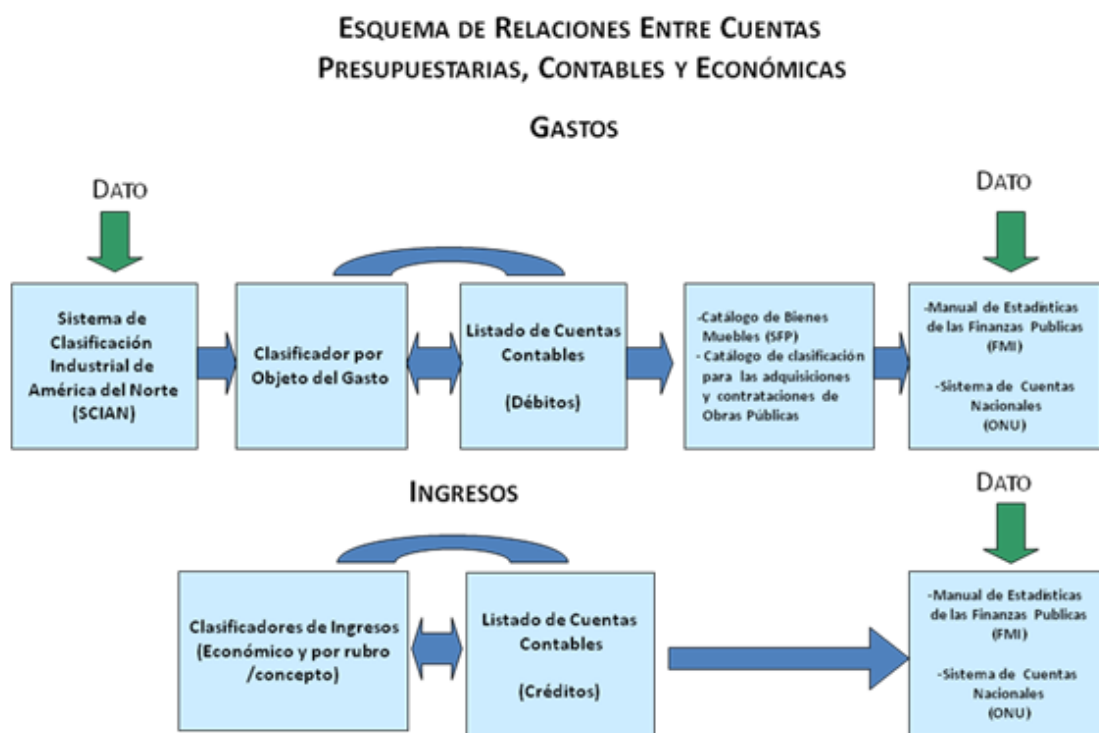 ESQUEMA DE RELACIONES ENTRE CUENTAS
PRESUPUESTARIAS, CONTABLES Y ECONÓMICAS
GASTOS
DATO
DATO
Sistema de
Clasificación
Industrial de
América del Norte
(SCIAN)
Clasificador por
Objeto del Gasto
Listado de Cuentas
Contables
(Débitos)
-Catálogo de Bienes
Muebles (SFP)
- Catálogo de clasificación
para las adquisiciones
y contrataciones de
Obras Públicas
-Manual de Estadísticas
de las Finanzas Publicas
(FMI)
-Sistema de Cuentas
Nacionales
(ONU)
INGRESOS
DATO
Clasificadores de Ingresos
(Económico y por rubro
/concepto)
Listado de Cuentas
Contables
(Créditos)
-Manual de Estadísticas
de las Finanzas Publicas
(FMI)
-Sistema de Cuentas
Nacionales
(ONU)